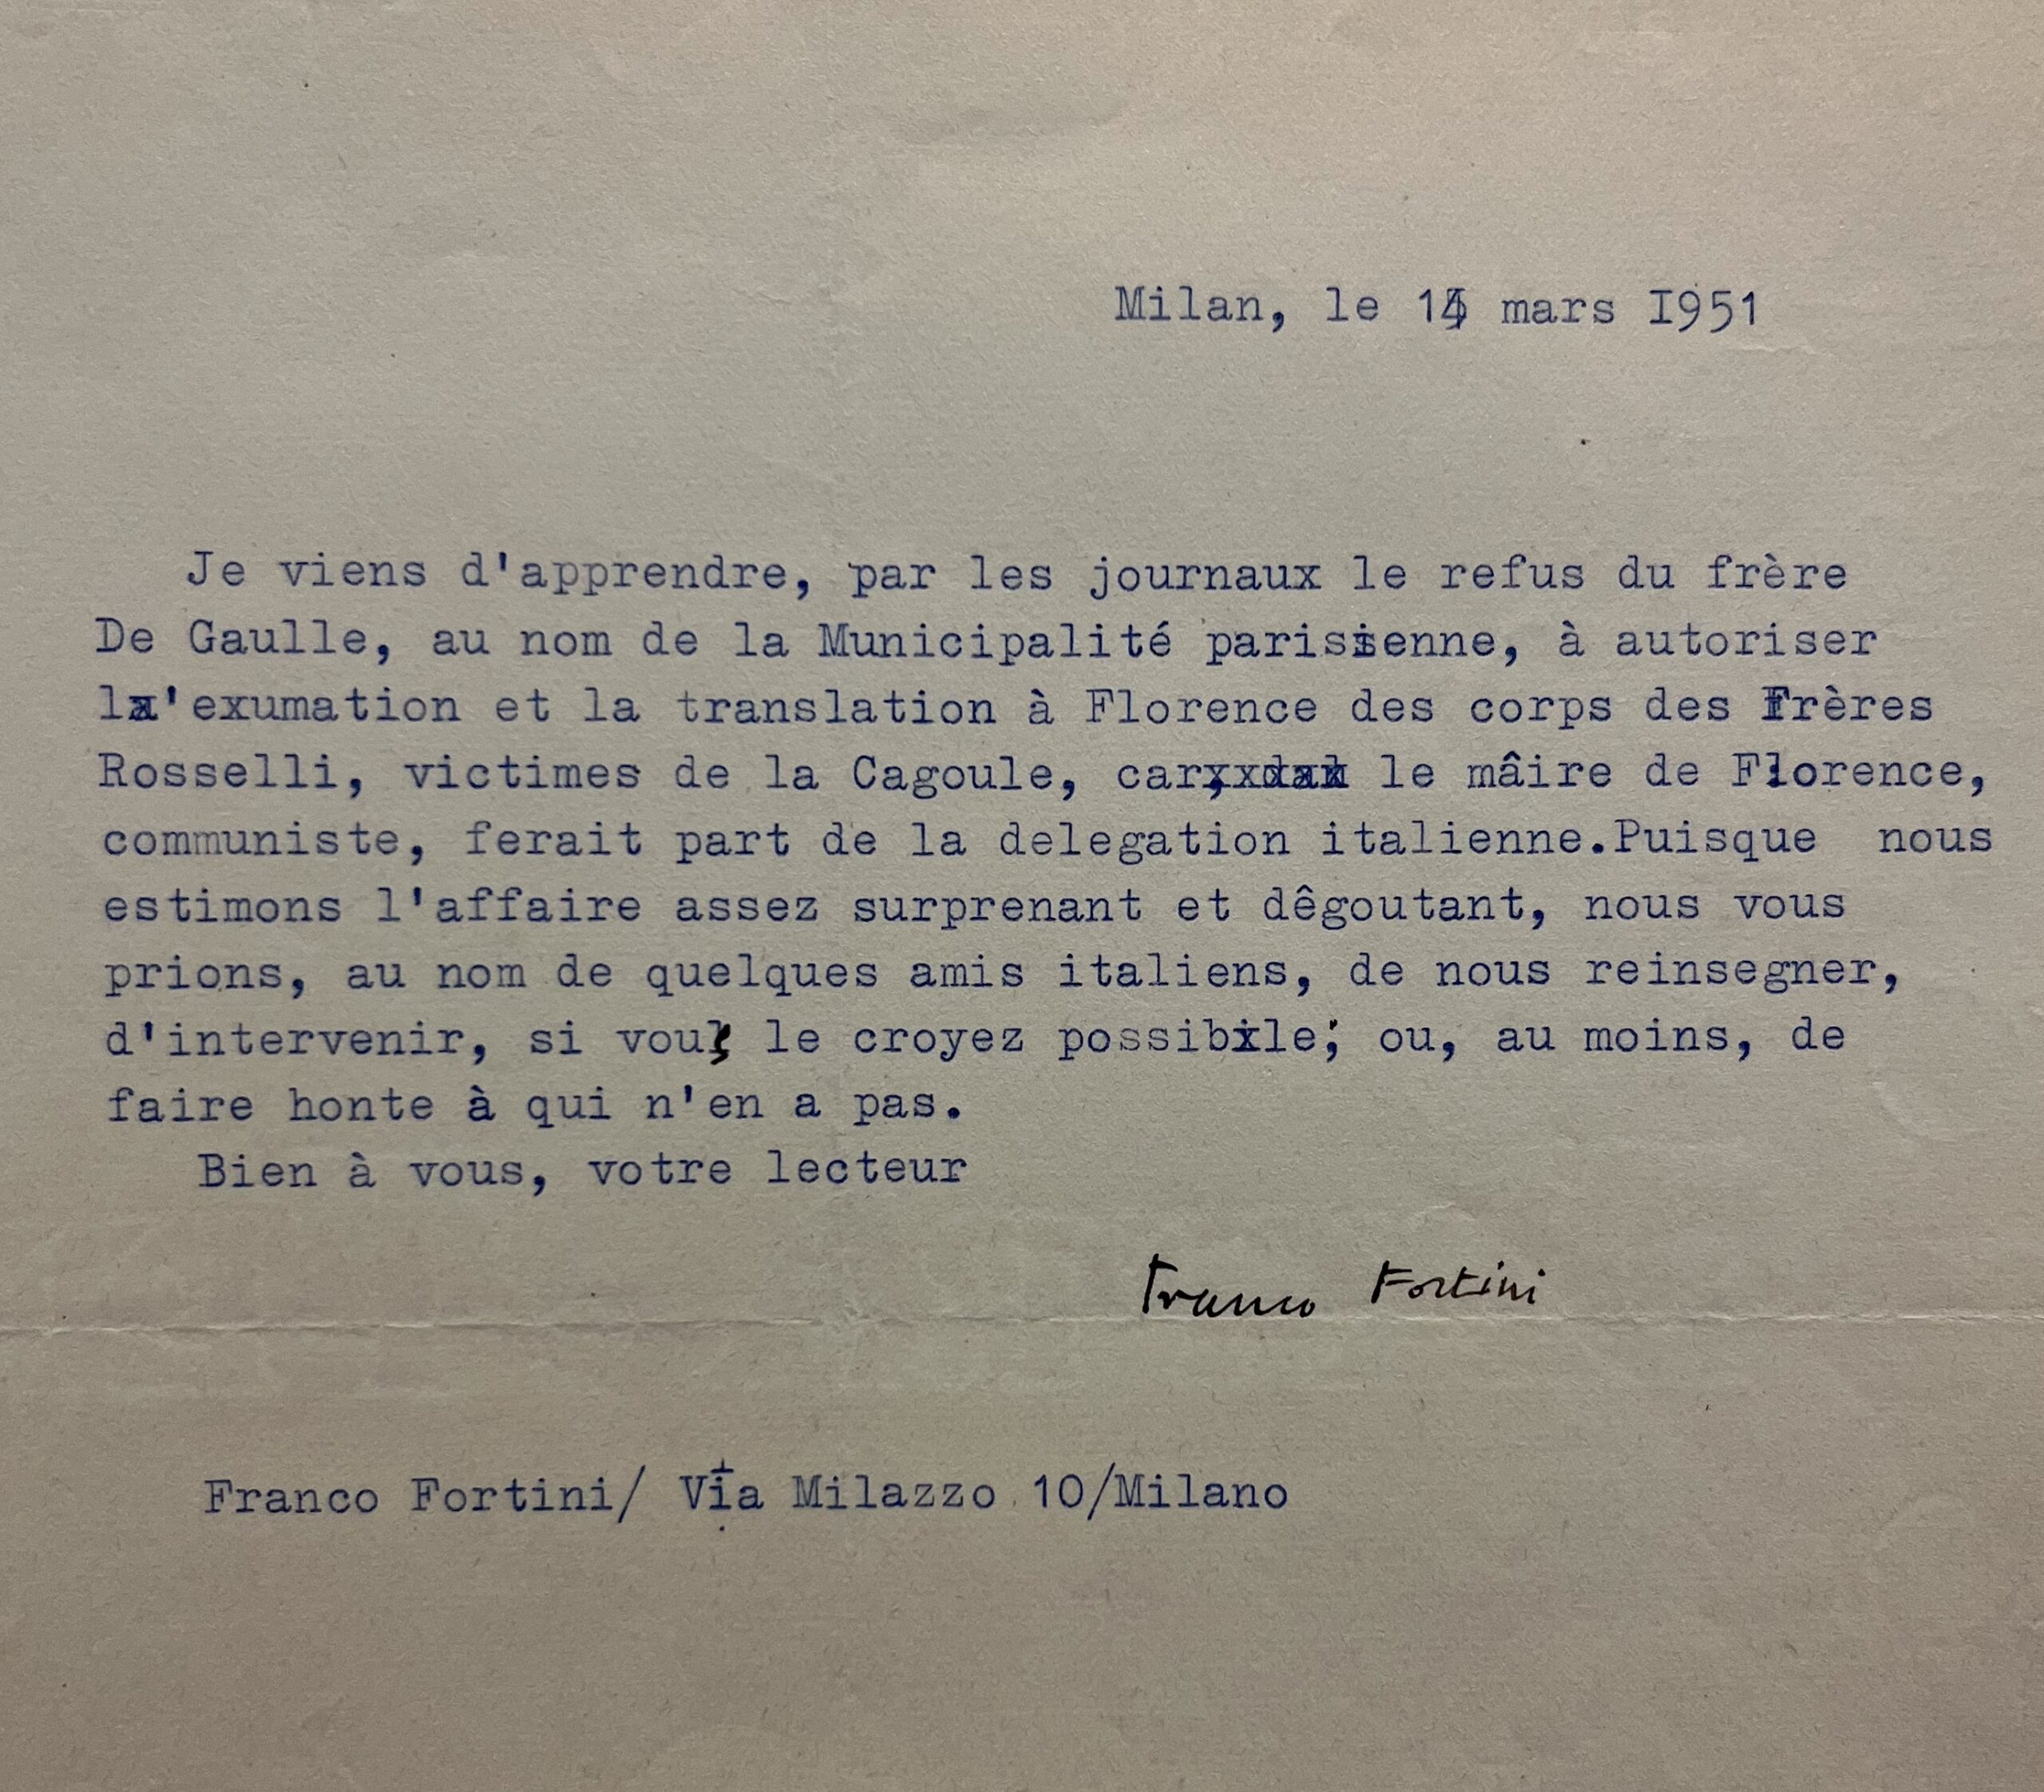 Milan, le 14 mars I951
Je viens d'apprendre, par les journaux le refus du frère
De Gaulle, au nom de la Municipalité parisienne, à autoriser
l'exumation et la translation à Florence des corps des Frères
Rosselli, victimes de la Cagoule, car le mâire de Florence,
communiste, ferait part de la delegation italienne.Puisque nous
estimons l'affaire assez surprenant et dêgoutant, nous vous
prions, au nom de quelques amis italiens, de nous reinsegner,
d'intervenir, si vous le croyez possible; ou, au moins, de
faire honte à qui n'en a pas.
Bien à vous, votre lecteur
Franco Fortini
Franco Fortini/ Via Milazzo 10/Milano